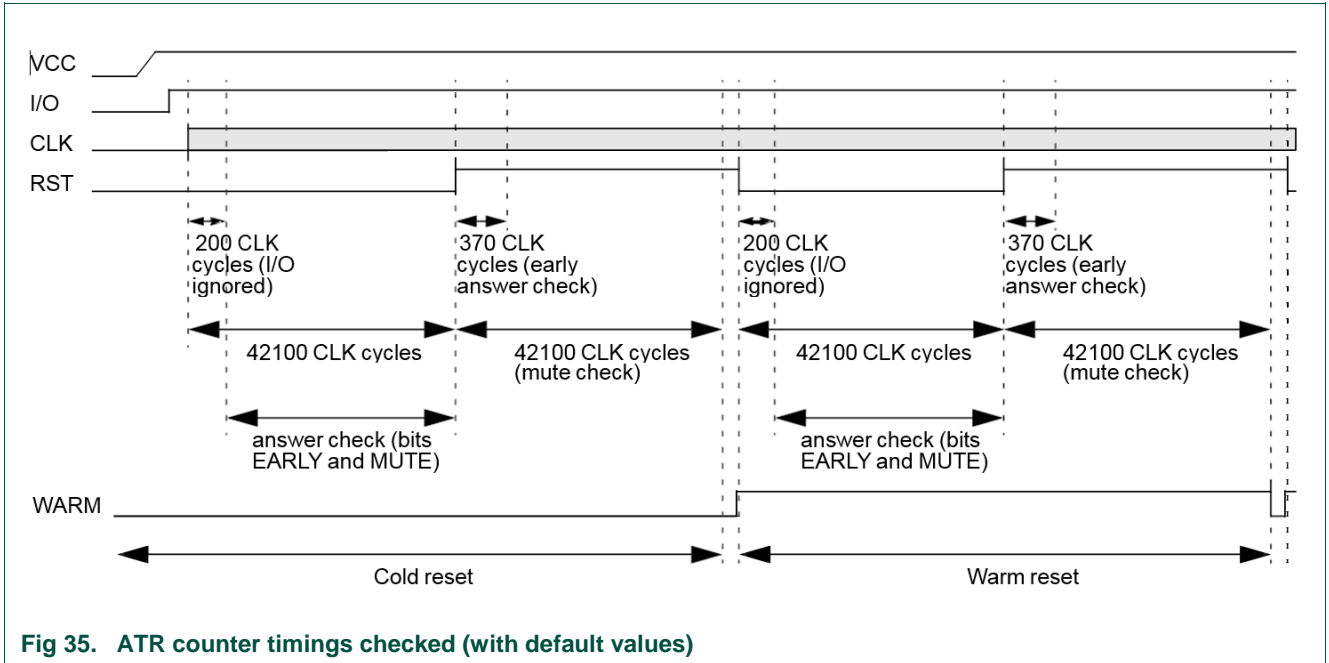 VCC
I/O
CLK
RST
200 CLK
cycles (I/O
ignored)
370 CLK
cycles (early
answer check)
200 CLK
cycles (I/O
ignored)
370 CLK
cycles (early
answer check)
42100 CLK cycles
42100 CLK cycles
(mute check)
42100 CLK cycles
42100 CLK cycles
(mute check)
answer check (bits
EARLY and MUTE)
answer check (bits
EARLY and MUTE)
WARM
Cold reset
Warm reset
Fig 35. ATR counter timings checked (with default values)